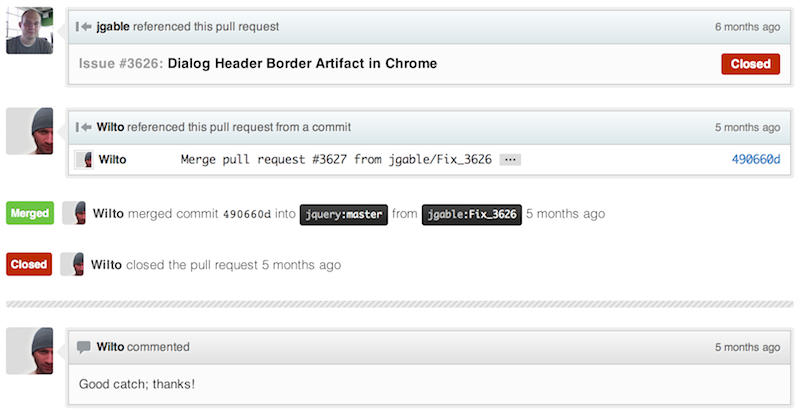 jgable referenced this pull request 6 months ago
Issue #3626: Dialog Header Border Artifact in Chrome Closed
Wilto referenced this pull request from a commit 5 months ago
Wilto Merge pull request #3627 from jgable/Fix_3626 ... 490660d
Merged Wilto merged commit 490660d into jquery:master from jgable:Fix_3626 5 months ago
Closed Wilto closed the pull request 5 months ago
Wilto commented 5 months ago
Good catch; thanks!